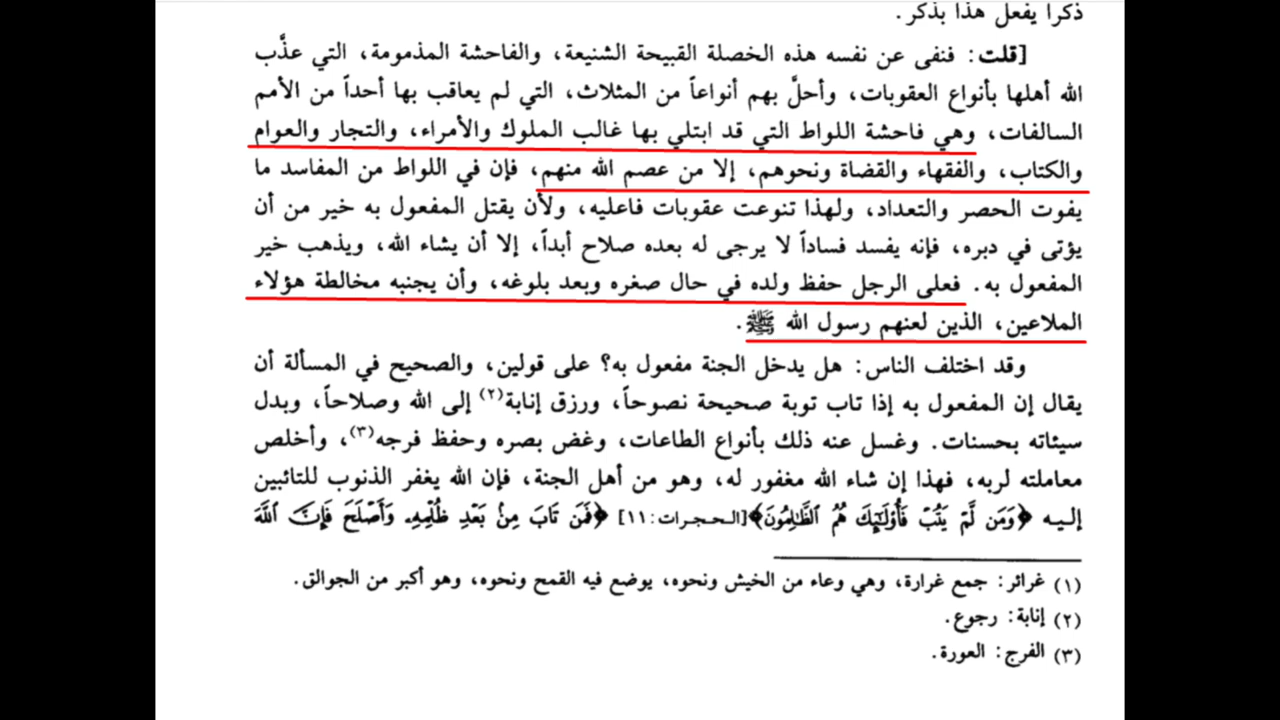 ذكرا يفعل هذا بذكر.
[قلت: فنفى عن نفسه هذه الخصلة القبيحة الشنيعة، والفاحشة المذمومة، التي عذَّب
الله أهلها بأنواع العقوبات، وأحلَّ بهم أنواعاً من المثلاث، التي لم يعاقب بها أحداً من الأمم
السالفات، وهي فاحشة اللواط التي قد ابتلي بها غالب الملوك والأمراء، والتجار والعوام
والكتاب، والفقهاء والقضاة ونحوهم، إلا من عصم الله منهم، فإن في اللواط من المفاسد ما
يفوت الحصر والتعداد، ولهذا تنوعت عقوبات فاعليه، ولأن يقتل المفعول به خير من أن
يؤتى في دبره، فإنه يفسد فساداً لا يرجى له بعده صلاح أبداً، إلا أن يشاء الله، ويذهب خير
المفعول به. فعلى الرجل حفظ ولده في حال صغره وبعد بلوغه، وأن يجنبه مخالطة هؤلاء
الملاعين، الذين لعنهم رسول الله ﷺ.
وقد اختلف الناس: هل يدخل الجنة مفعول به؟ على قولين، والصحيح في المسألة أن
يقال إن المفعول به إذا تاب توبة صحيحة نصوحاً، ورزق إنابة(٢) إلى الله وصلاحاً، وبدل
سيئاته بحسنات. وغسل عنه ذلك بأنواع الطاعات، وغض بصره وحفظ فرجه(٣)، وأخلص
معاملته لربه، فهذا إن شاء الله مغفور له، وهو من أهل الجنة، فإن الله يغفر الذنوب للتائبين
إليه ﴿وَمَن لَّمْ يَتُبْ فَأُوْلَٰٓئِكَ هُمُ ٱلظَّٰلِمُونَ﴾[الحجرات: ١١] ﴿فَمَن تَابَ مِنۢ بَعْدِ ظُلْمِهِۦ وَأَصْلَحَ فَإِنَّ ٱللَّهَ
(١) غرائر: جمع غرارة، وهي وعاء من الخيش ونحوه، يوضع فيه القمح ونحوه، وهو أكبر من الجوالق.
(٢) إنابة: رجوع.
(٣) الفرج: العورة.